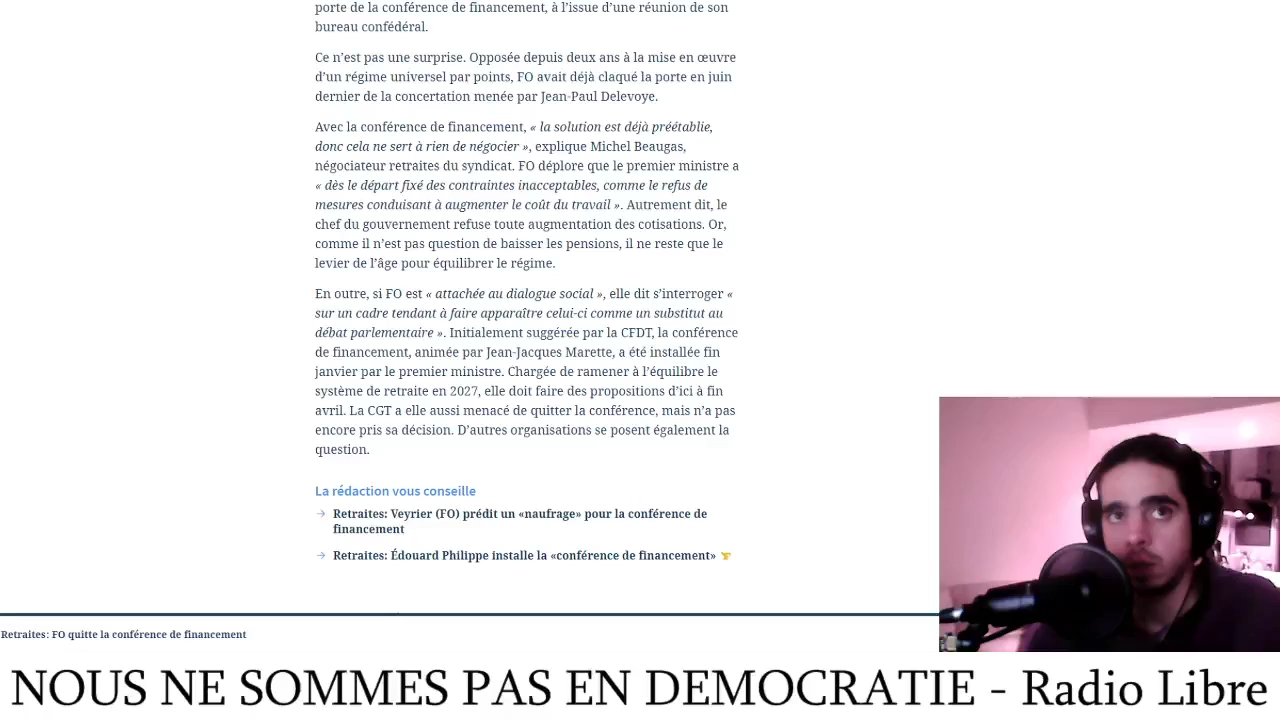 porte de la conférence de financement, à l’issue d’une réunion de son
bureau confédéral.
Ce n’est pas une surprise. Opposée depuis deux ans à la mise en œuvre
d’un régime universel par points, FO avait déjà claqué la porte en juin
dernier de la concertation menée par Jean-Paul Delevoye.
Avec la conférence de financement, « la solution est déjà préétablie,
donc cela ne sert à rien de négocier », explique Michel Beaugas,
négociateur retraites du syndicat. FO déplore que le premier ministre a
« dès le départ fixé des contraintes inacceptables, comme le refus de
mesures conduisant à augmenter le coût du travail ». Autrement dit, le
chef du gouvernement refuse toute augmentation des cotisations. Or,
comme il n’est pas question de baisser les pensions, il ne reste que le
levier de l’âge pour équilibrer le régime.
En outre, si FO est « attachée au dialogue social », elle dit s’interroger «
sur un cadre tendant à faire apparaître celui-ci comme un substitut au
débat parlementaire ». Initialement suggérée par la CFDT, la conférence
de financement, animée par Jean-Jacques Marette, a été installée fin
janvier par le premier ministre. Chargée de ramener à l’équilibre le
système de retraite en 2027, elle doit faire des propositions d’ici à fin
avril. La CGT a elle aussi menacé de quitter la conférence, mais n’a pas
encore pris sa décision. D’autres organisations se posent également la
question.
La rédaction vous conseille
Retraites: Veyrier (FO) prédit un «naufrage» pour la conférence de
financement
Retraites: Édouard Philippe installe la «conférence de financement»
Retraites: FO quitte la conférence de financement
NOUS NE SOMMES PAS EN DEMOCRATIE - Radio Libre